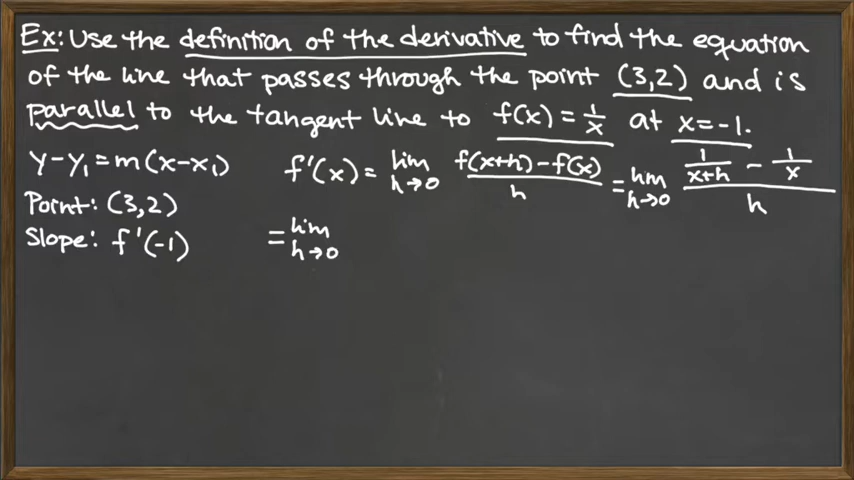 Ex: Use the definition of the derivative to find the equation
of the line that passes through the point (3,2) and is
parallel to the tangent line to f(x) = 1/x at x=-1.
y-y₁=m(x-x₁) f'(x) = lim h→0 (f(x+h)-f(x))/h = lim h→0 (1/(x+h) - 1/x)/h
Point: (3,2)
Slope: f'(-1) = lim h→0